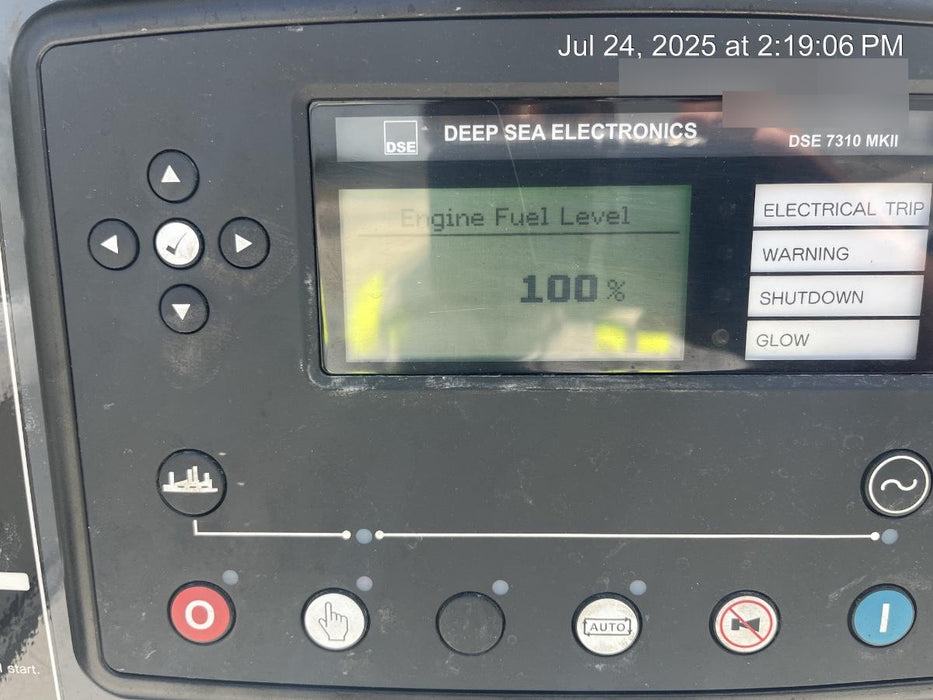 Jul 24, 2025 at 2:19:06 PM
DSE
DEEP SEA ELECTRONICS
DSE 7310 MKII
Engine Fuel Level
100 %
ELECTRICAL TRIP
WARNING
SHUTDOWN
GLOW
O
AUTO
I
start.